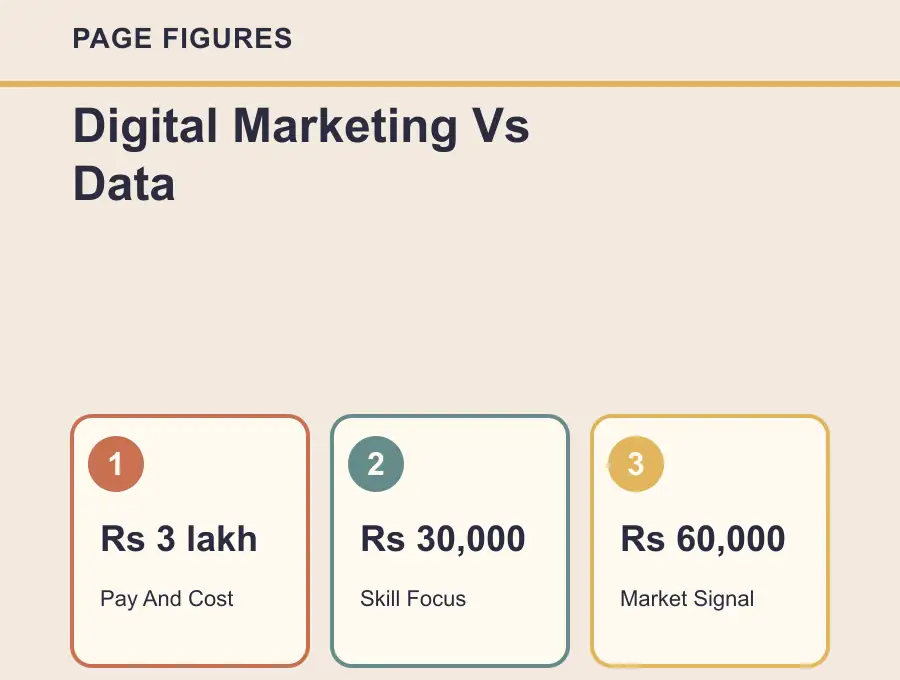 PAGE FIGURES
Digital Marketing Vs
Data
1
2
3
Rs 3 lakh
Rs 30,000
Rs 60,000
Pay And Cost
Skill Focus
Market Signal